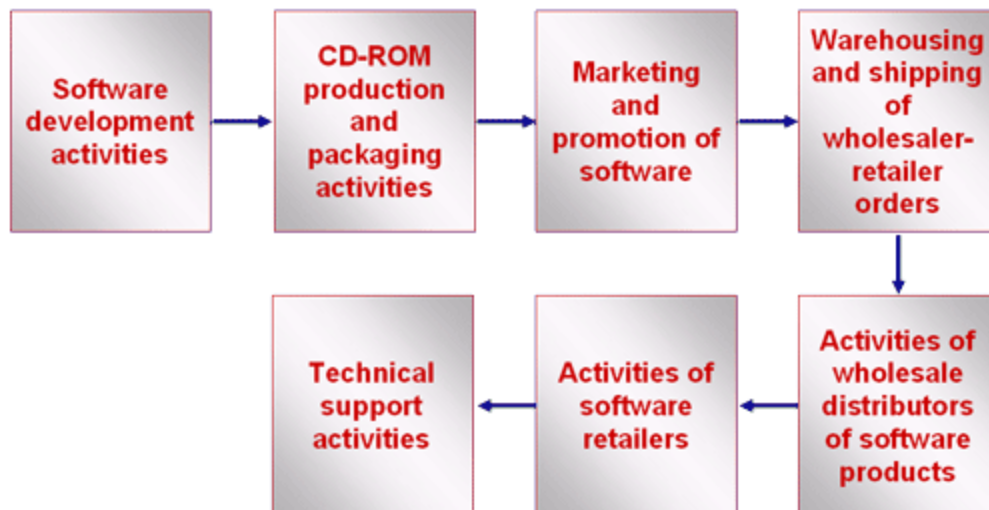 Software
development
activities
CD-ROM
production
and
packaging
activities
Marketing
and
promotion of
software
Warehousing
and shipping
of
wholesaler-
retailer
orders
Technical
support
activities
Activities of
software
retailers
Activities of
wholesale
distributors
of software
products